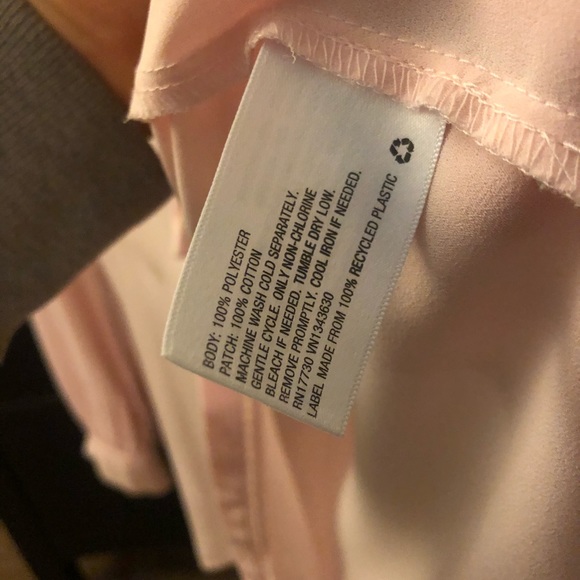 BODY: 100% POLYESTER
PATCH: 100% COTTON
MACHINE WASH COLD SEPARATELY.
GENTLE CYCLE. ONLY NON-CHLORINE
BLEACH IF NEEDED. TUMBLE DRY LOW.
REMOVE PROMPTLY. COOL IRON IF NEEDED.
RN17730 VN1343630
LABEL MADE FROM 100% RECYCLED PLASTIC